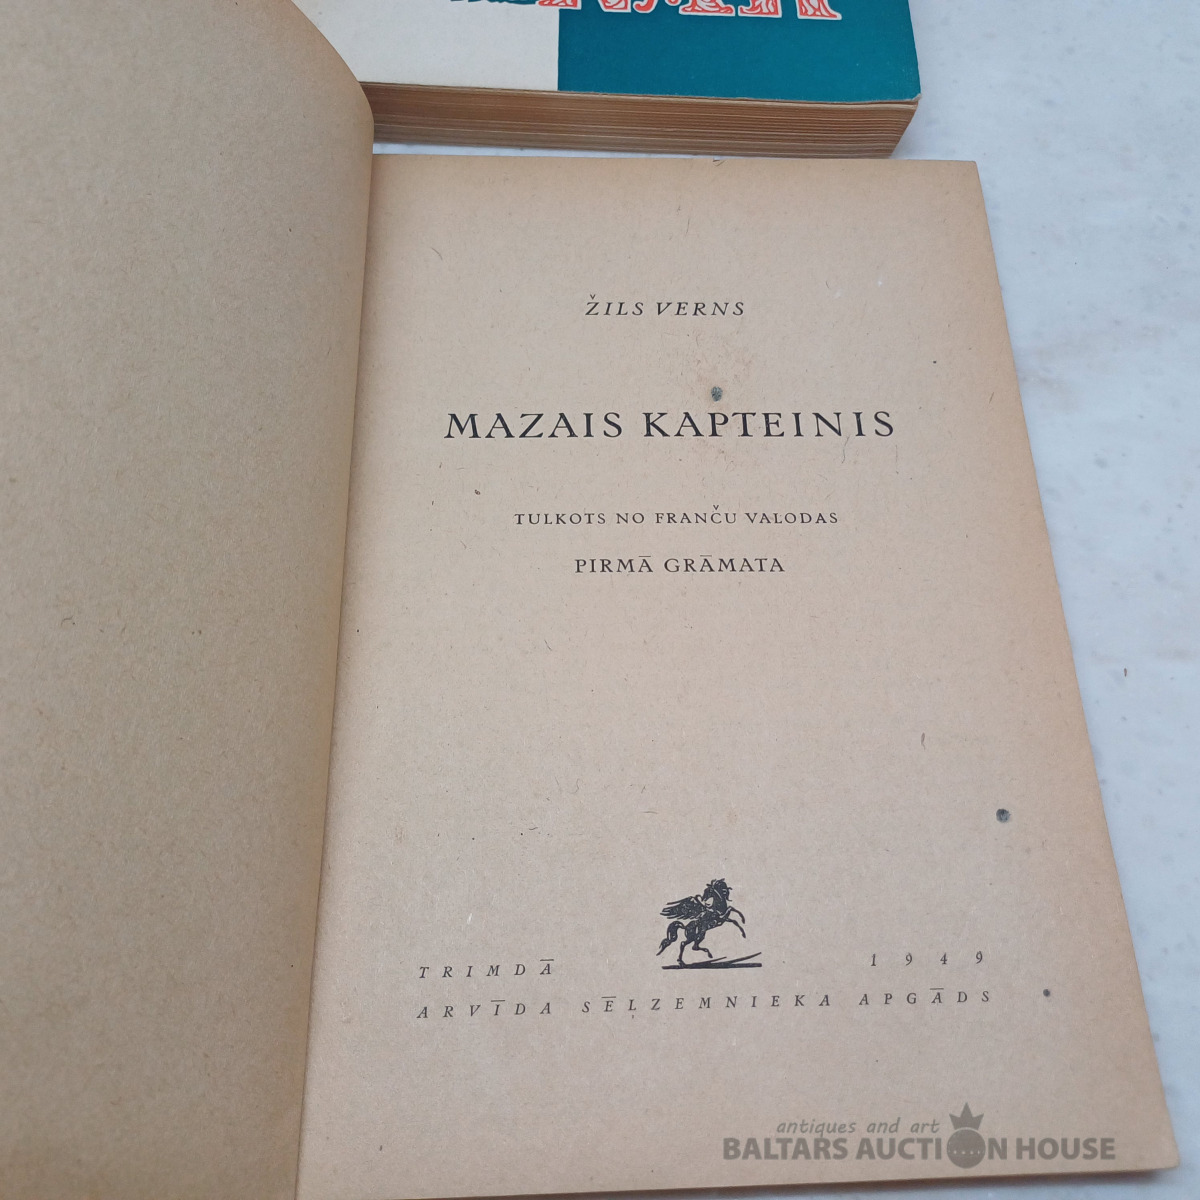 ŽILS VERNS
MAZAIS KAPTEINIS
TULKOTS NO FRANČU VALODAS
PIRMĀ GRĀMATA
TRIMDĀ 1949
ARVĪDA SĒĻZEMNIEKA APGĀDS
antiques and art
BALTARS AUCTION HOUSE